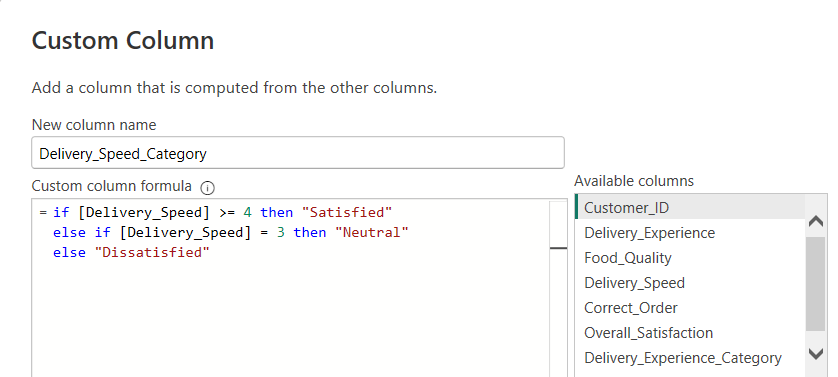 Custom Column
Add a column that is computed from the other columns.
New column name
Delivery_Speed_Category
Custom column formula
= if [Delivery_Speed] >= 4 then "Satisfied"
else if [Delivery_Speed] = 3 then "Neutral"
else "Dissatisfied"
Available columns
Customer_ID
Delivery_Experience
Food_Quality
Delivery_Speed
Correct_Order
Overall_Satisfaction
Delivery_Experience_Category